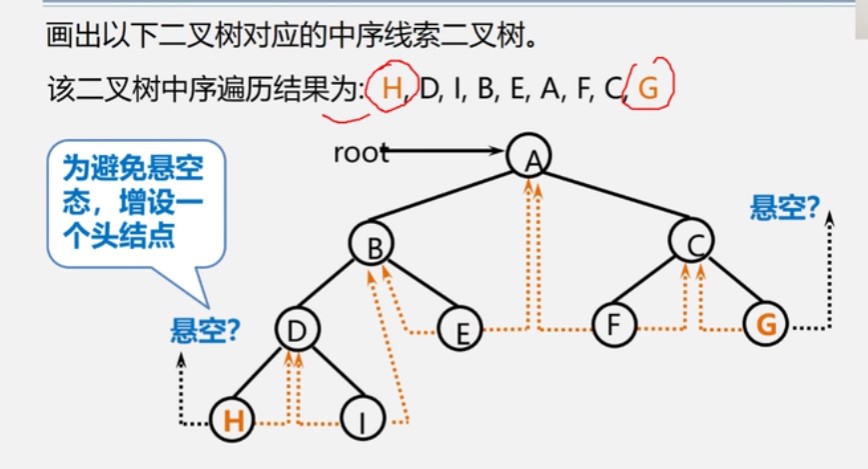 画出以下二叉树对应的中序线索二叉树。
该二叉树中序遍历结果为: H, D, I, B, E, A, F, C, G
为避免悬空
态，增设一
个头结点
root
A
悬空?
B
C
悬空?
D
E
F
G
H
I